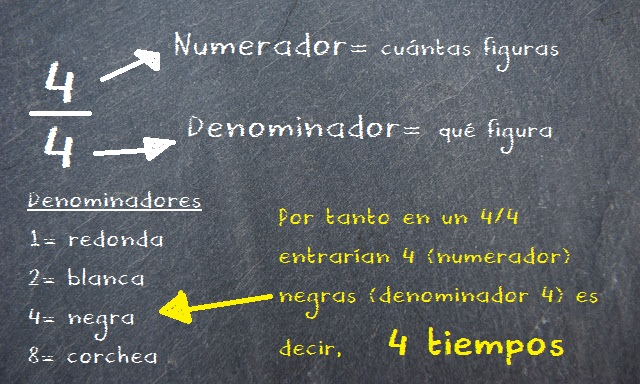 4
4
Numerador= cuántas figuras
Denominador= qué figura
Denominadores
1= redonda
2= blanca
4= negra
8= corchea
Por tanto en un 4/4
entrarían 4 (numerador)
negras (denominador 4) es
decir, 4 tiempos